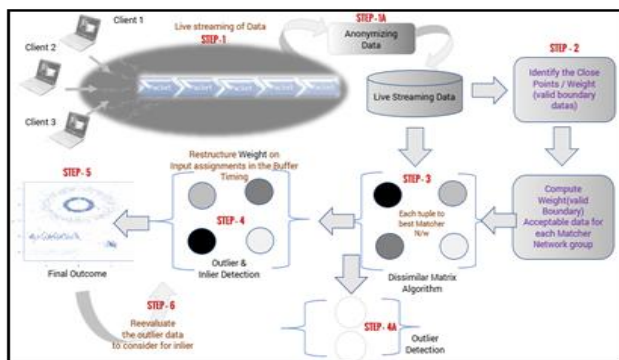 Client 1
Client 2
Client 3
Live streaming of Data
STEP-1
Packet Packet Packet Packet Packet
STEP-1A
Anonymizing
Data
Live Streaming Data
STEP - 2
Identify the Close
Points / Weight
(valid boundary
datas)
Compute
Weight(valid
Boundary)
Acceptable data for
each Matcher
Network group
STEP - 3
Each tuple to
best Matcher
N/w
Dissimilar Matrix
Algorithm
Restructure Weight on
Input assignments in the Buffer
Timing
STEP - 4
Outlier &
Inlier Detection
STEP - 4A
Outlier
Detection
STEP - 5
Final Outcome
STEP - 6
Reevaluate
the outlier data
to consider for inlier